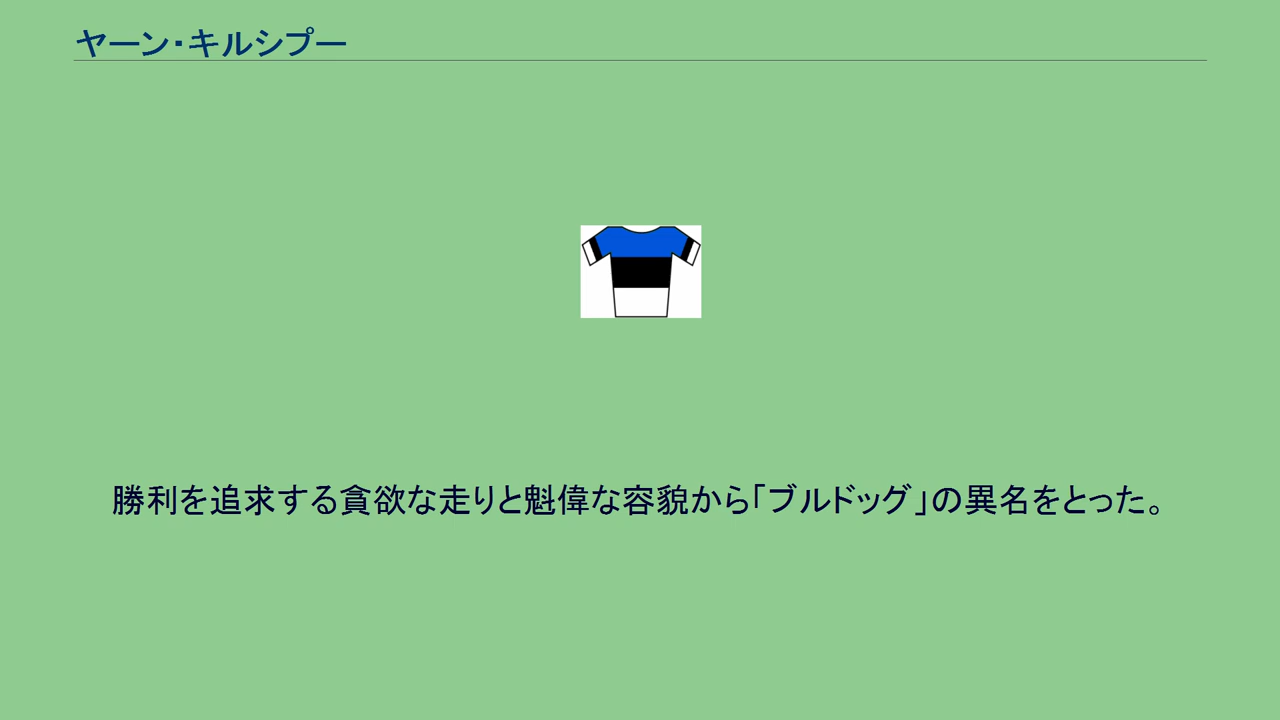 ヤーン・キルシプー
勝利を追求する貪欲な走りと魁偉な容貌から「ブルドッグ」の異名をとった。